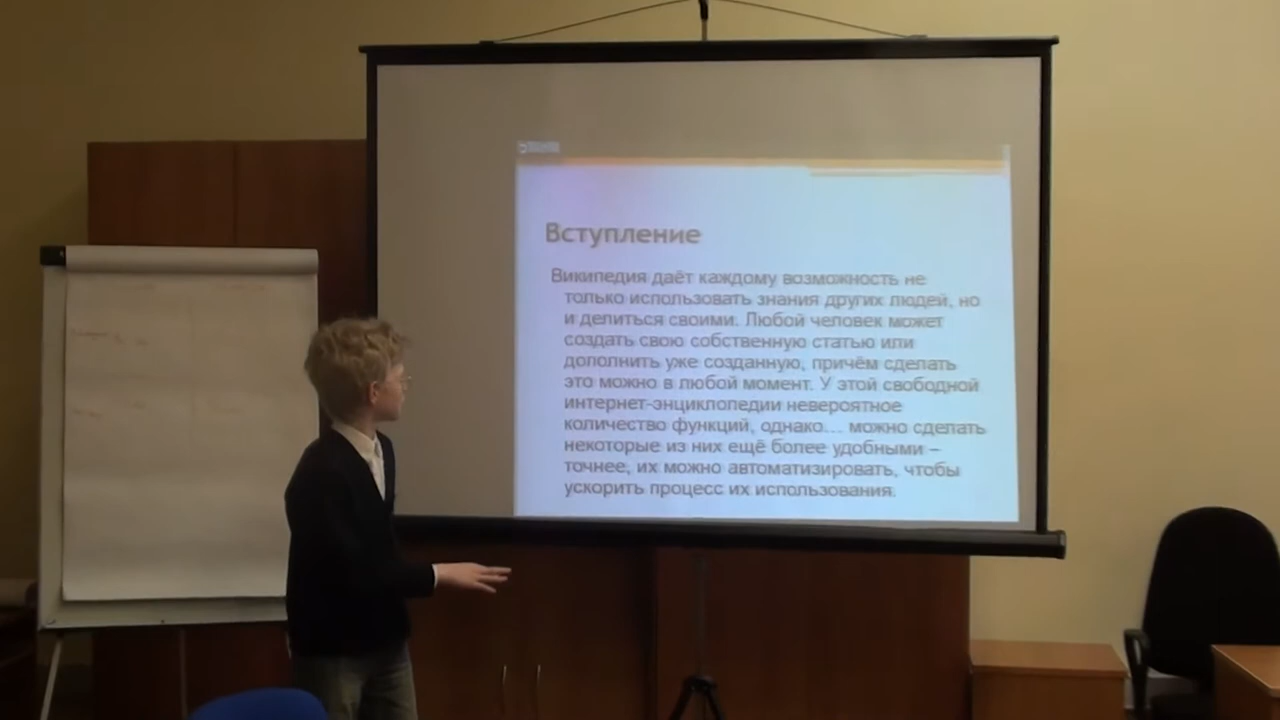 Вступление
Википедия даёт каждому возможность не
только использовать знания других людей, но
и делиться своими. Любой человек может
создать свою собственную статью или
дополнить уже созданную, причём сделать
это можно в любой момент. У этой свободной
интернет-энциклопедии невероятное
количество функций, однако... можно сделать
некоторые из них ещё более удобными –
точнее, их можно автоматизировать, чтобы
ускорить процесс их использования.